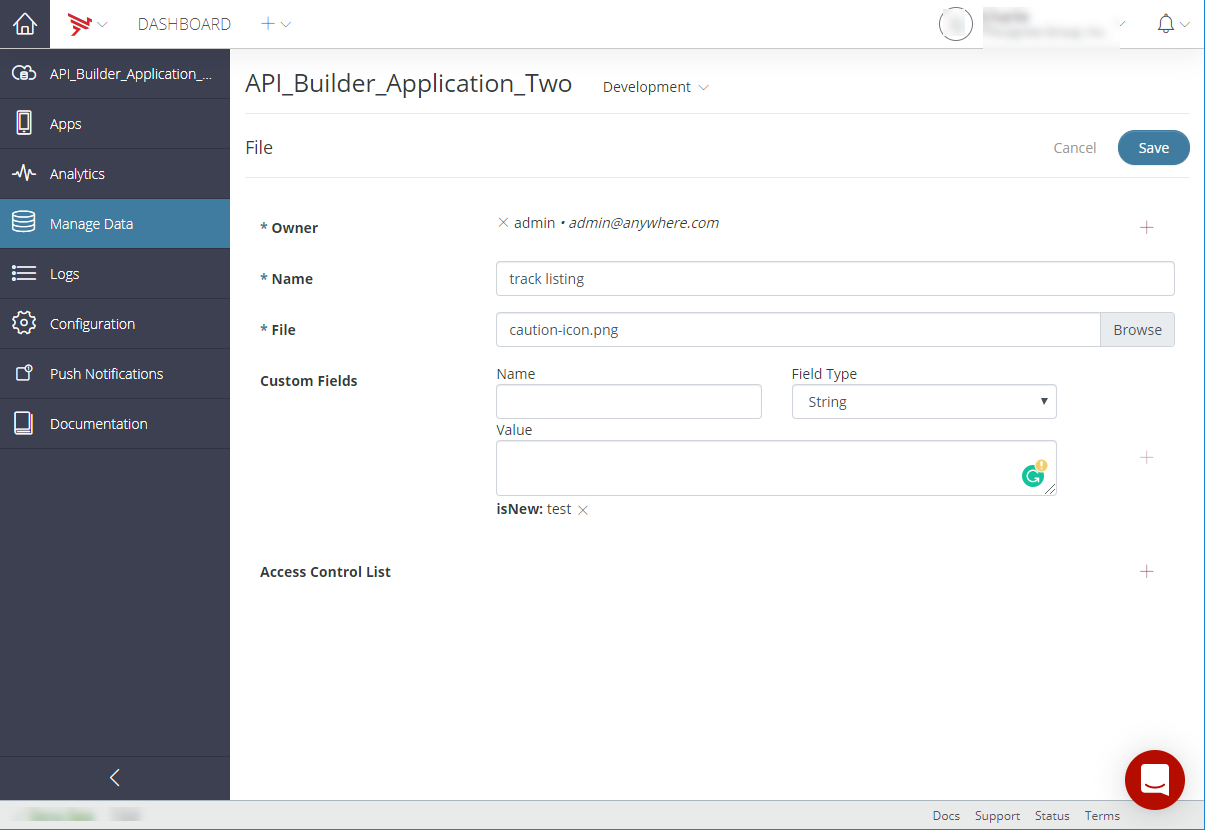 DASHBOARD
API_Builder_Application_...
Apps
Analytics
Manage Data
Logs
Configuration
Push Notifications
Documentation
API_Builder_Application_Two Development
File Cancel Save
* Owner admin • admin@anywhere.com
* Name track listing
* File caution-icon.png Browse
Custom Fields Name Field Type
String
Value
isNew: test
Access Control List
Docs Support Status Terms